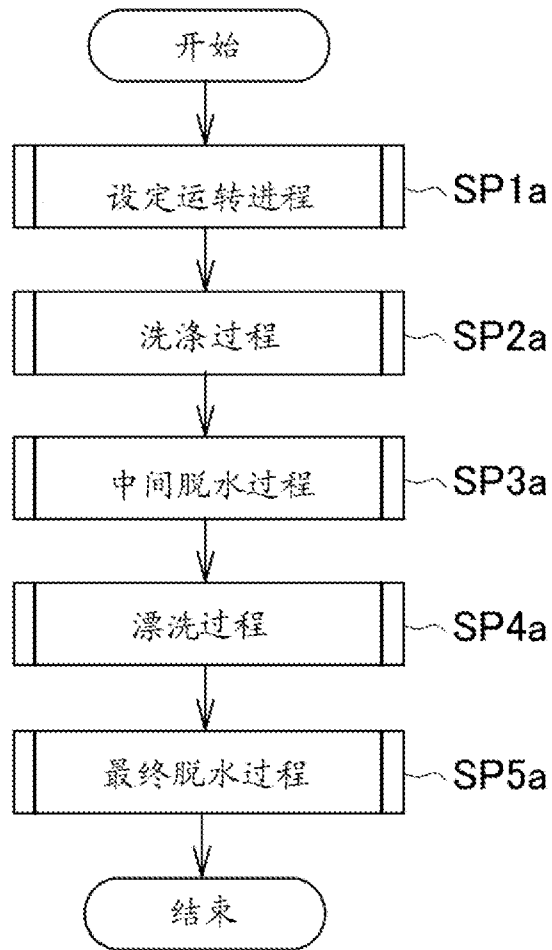 开始
设定运转进程 SP1a
洗涤过程 SP2a
中间脱水过程 SP3a
漂洗过程 SP4a
最终脱水过程 SP5a
结束